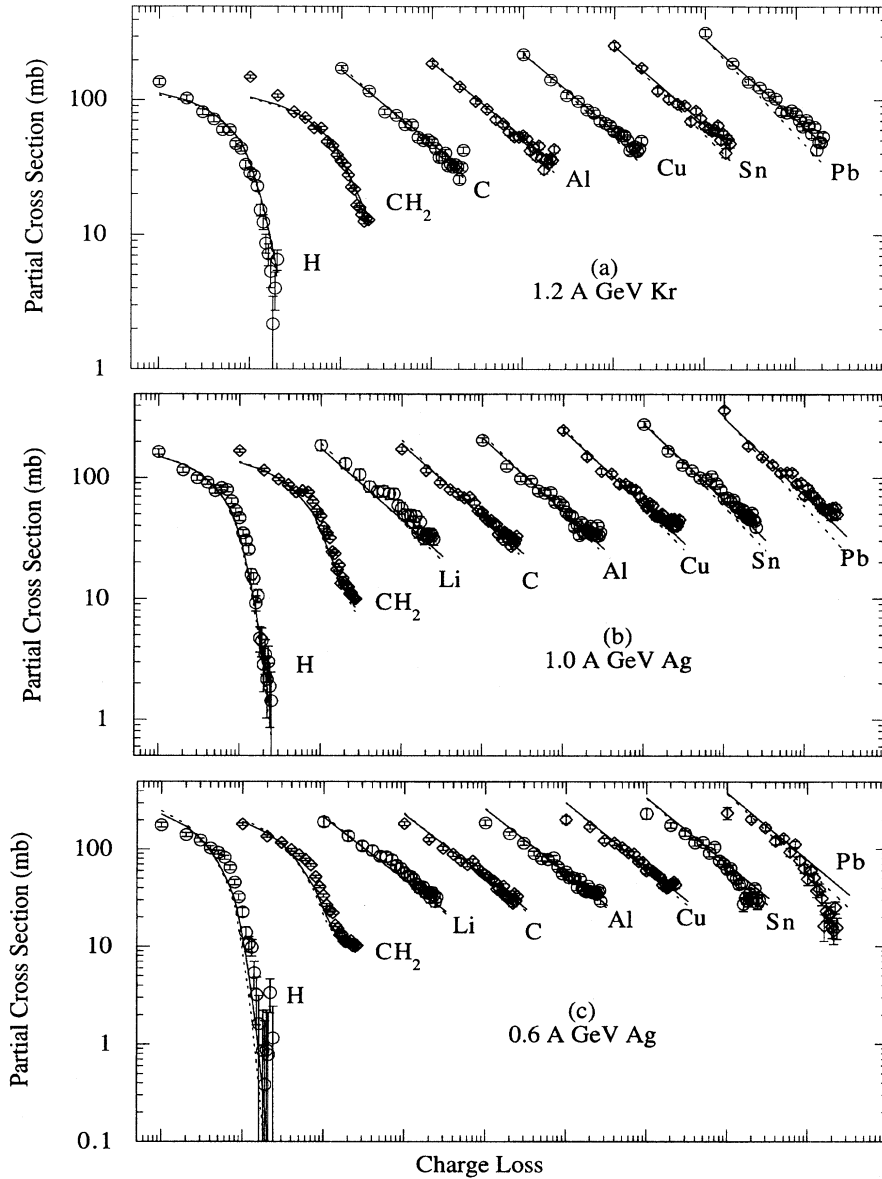 Partial Cross Section (mb)
100
10
1
H
CH2
C
Al
Cu
Sn
Pb
(a)
1.2 A GeV Kr
Partial Cross Section (mb)
100
10
1
H
CH2
Li
C
Al
Cu
Sn
Pb
(b)
1.0 A GeV Ag
Partial Cross Section (mb)
100
10
1
0.1
H
CH2
Li
C
Al
Cu
Sn
Pb
(c)
0.6 A GeV Ag
Charge Loss